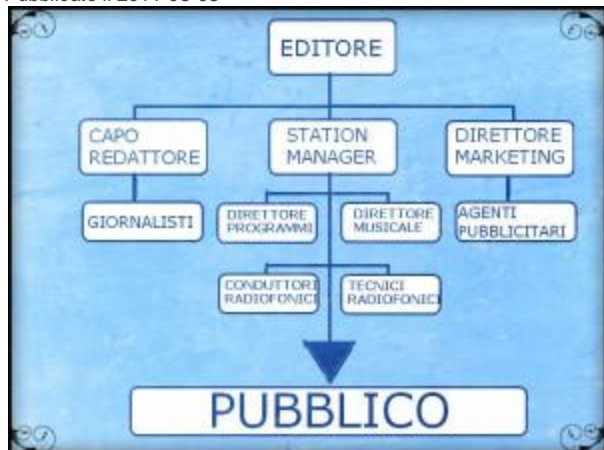 EDITORE
CAPO
REDATTORE
STATION
MANAGER
DIRETTORE
MARKETING
GIORNALISTI
DIRETTORE
PROGRAMMI
DIRETTORE
MUSICALE
AGENTI
PUBBLICITARI
CONDUTTORI
RADIOFONICI
TECNICI
RADIOFONICI
PUBBLICO